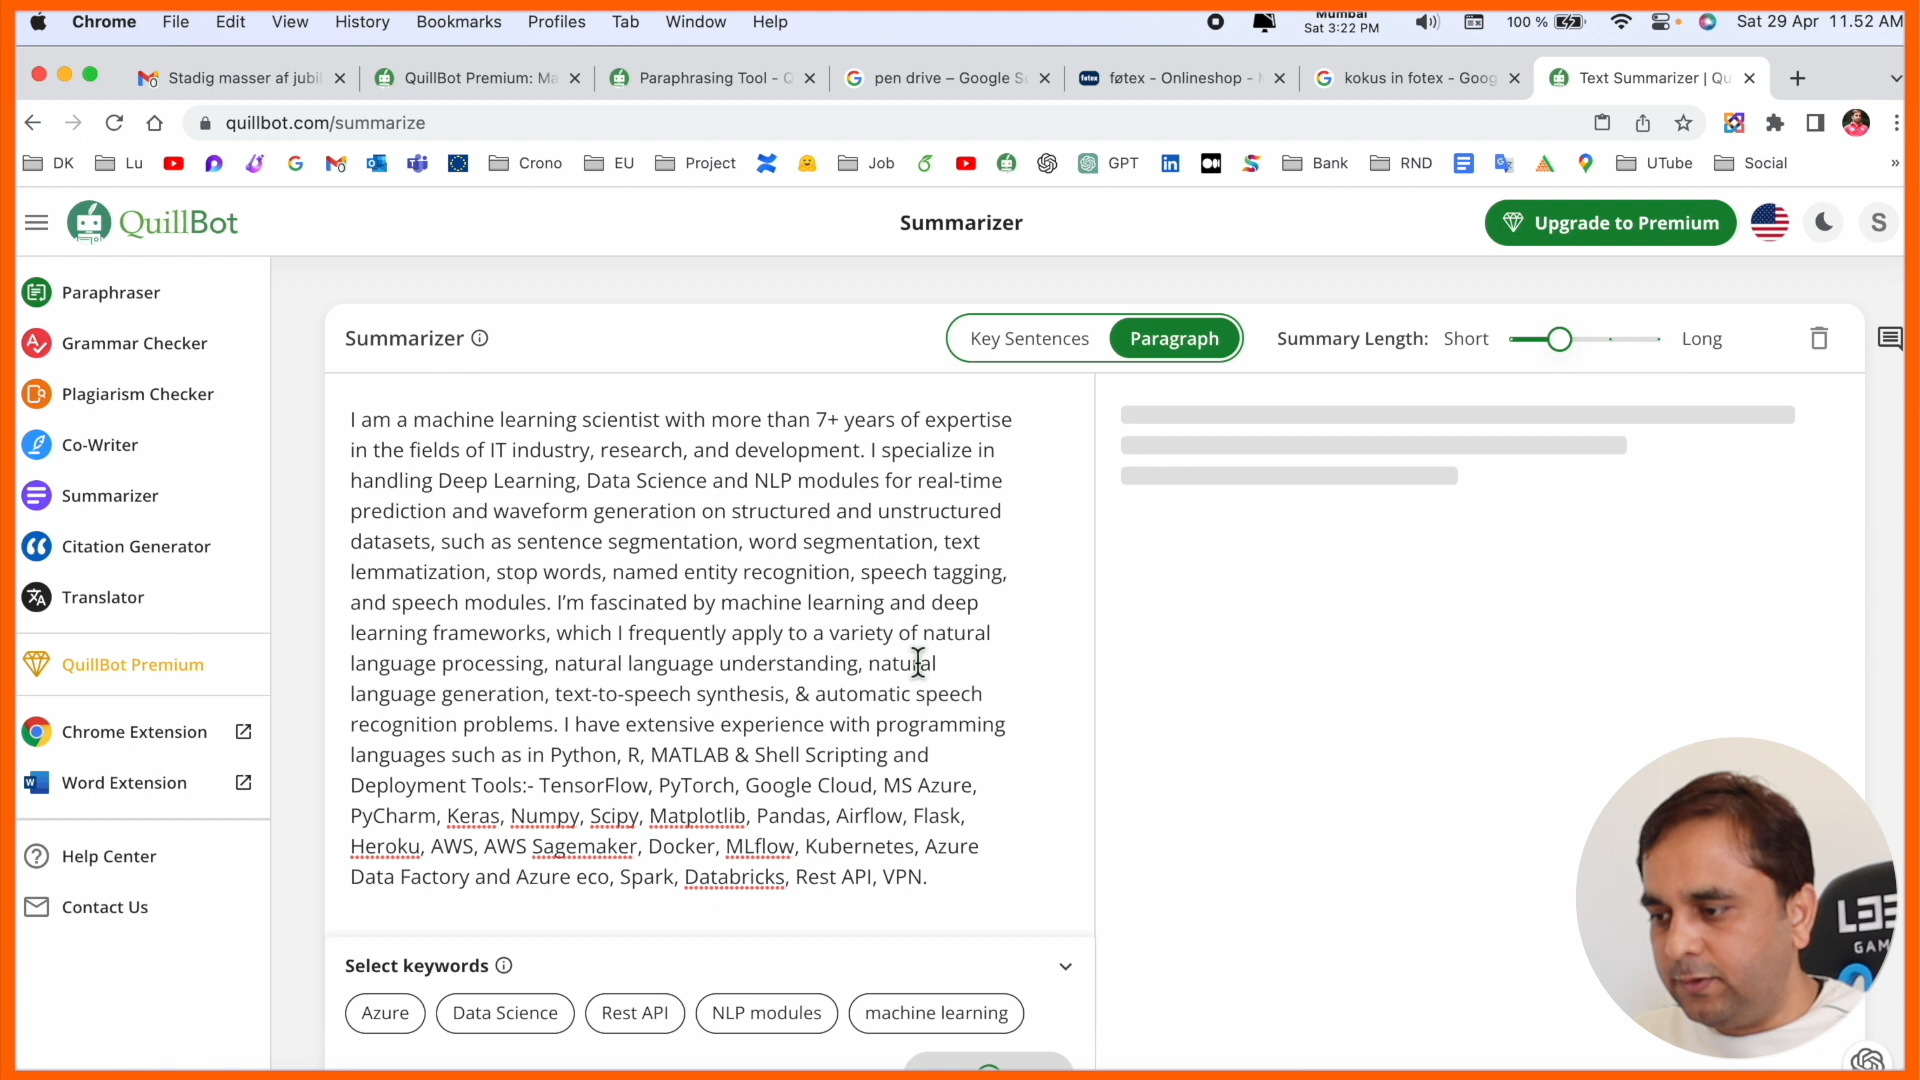 Chrome File Edit View History Bookmarks Profiles Tab Window Help
Mumbai
Sat 3:22 PM
100 %
Sat 29 Apr 11.52 AM
Stadig masser af jubil
QuillBot Premium: Ma
Paraphrasing Tool - Q
pen drive – Google Se
føtex
føtex - Onlineshop -
kokus in fotex - Goog
Text Summarizer | Qu
quillbot.com/summarize
DK Lu Crono EU Project Job GPT Bank RND UTube Social »
QuillBot
Summarizer
Upgrade to Premium
S
Paraphraser
Grammar Checker
Plagiarism Checker
Co-Writer
Summarizer
Citation Generator
Translator
QuillBot Premium
Chrome Extension
Word Extension
Help Center
Contact Us
Summarizer
Key Sentences Paragraph
Summary Length: Short Long
I am a machine learning scientist with more than 7+ years of expertise
in the fields of IT industry, research, and development. I specialize in
handling Deep Learning, Data Science and NLP modules for real-time
prediction and waveform generation on structured and unstructured
datasets, such as sentence segmentation, word segmentation, text
lemmatization, stop words, named entity recognition, speech tagging,
and speech modules. I’m fascinated by machine learning and deep
learning frameworks, which I frequently apply to a variety of natural
language processing, natural language understanding, natural
language generation, text-to-speech synthesis, & automatic speech
recognition problems. I have extensive experience with programming
languages such as in Python, R, MATLAB & Shell Scripting and
Deployment Tools:- TensorFlow, PyTorch, Google Cloud, MS Azure,
PyCharm, Keras, Numpy, Scipy, Matplotlib, Pandas, Airflow, Flask,
Heroku, AWS, AWS Sagemaker, Docker, MLflow, Kubernetes, Azure
Data Factory and Azure eco, Spark, Databricks, Rest API, VPN.
Select keywords
Azure
Data Science
Rest API
NLP modules
machine learning
GAM